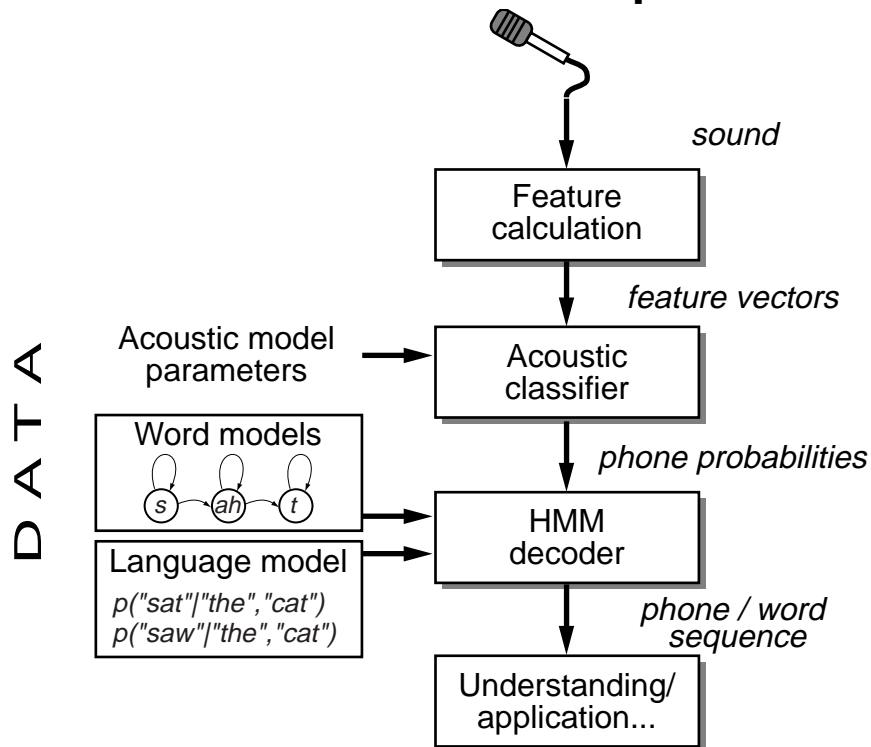 sound
Feature
calculation
feature vectors
Acoustic model
parameters
Acoustic
classifier
DATA
Word models
s ah t
phone probabilities
HMM
decoder
Language model
p("sat"|"the","cat")
p("saw"|"the","cat")
phone / word
sequence
Understanding/
application...